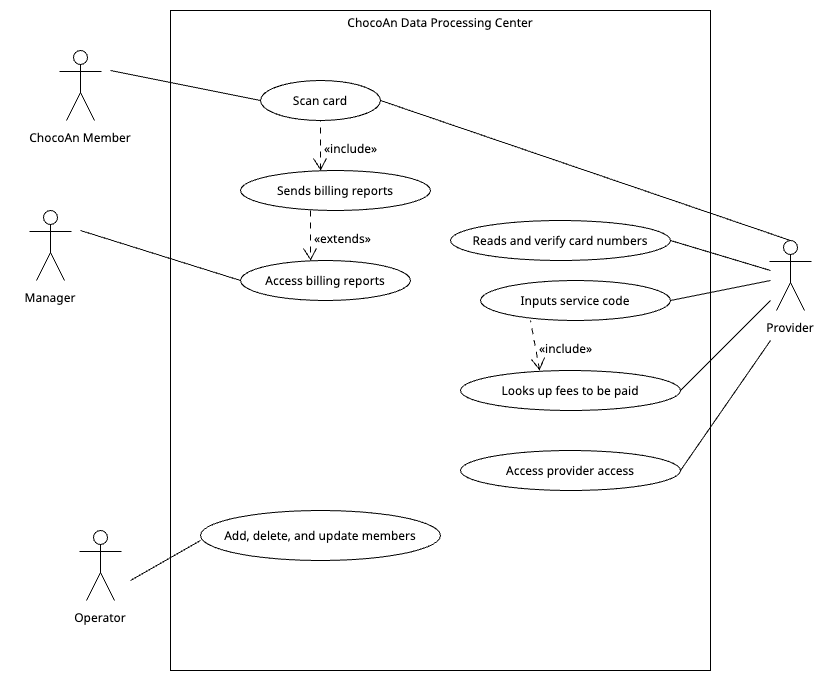 ChocoAn Data Processing Center
ChocoAn Member
Scan card
«include»
Sends billing reports
«extends»
Manager
Access billing reports
Reads and verify card numbers
Inputs service code
Provider
«include»
Looks up fees to be paid
Access provider access
Add, delete, and update members
Operator